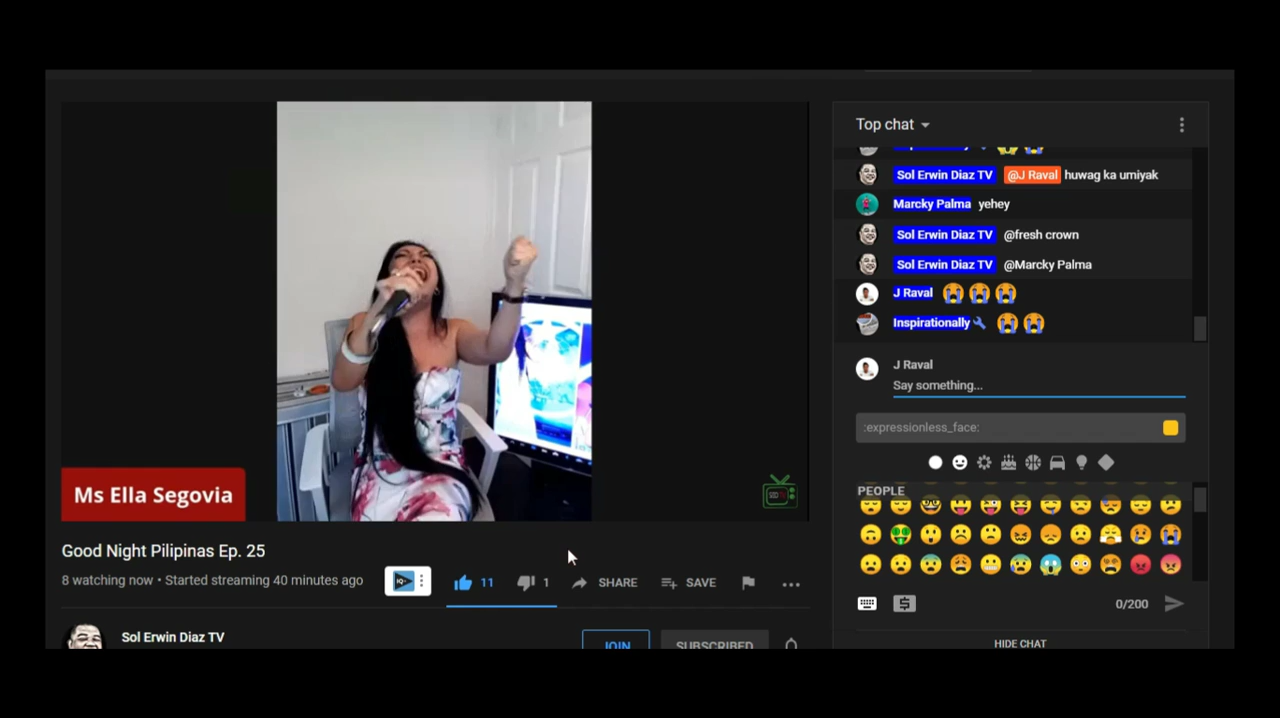 Top chat
Sol Erwin Diaz TV @J Raval huwag ka umiyak
Marcky Palma yehey
Sol Erwin Diaz TV @fresh crown
Sol Erwin Diaz TV @Marcky Palma
J Raval
Inspirationally
J Raval
Say something...
:expressionless_face:
PEOPLE
0/200
HIDE CHAT
Ms Ella Segovia
Good Night Pilipinas Ep. 25
8 watching now • Started streaming 40 minutes ago
11
1
SHARE
SAVE
Sol Erwin Diaz TV
JOIN
SUBSCRIBED